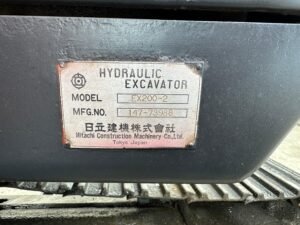 HYDRAULIC
EXCAVATOR
MODEL EX200-2
MFG.NO.
日立建機株式會社
Hitachi Construction Machinery Co.,Ltd.
Tokyo Japan